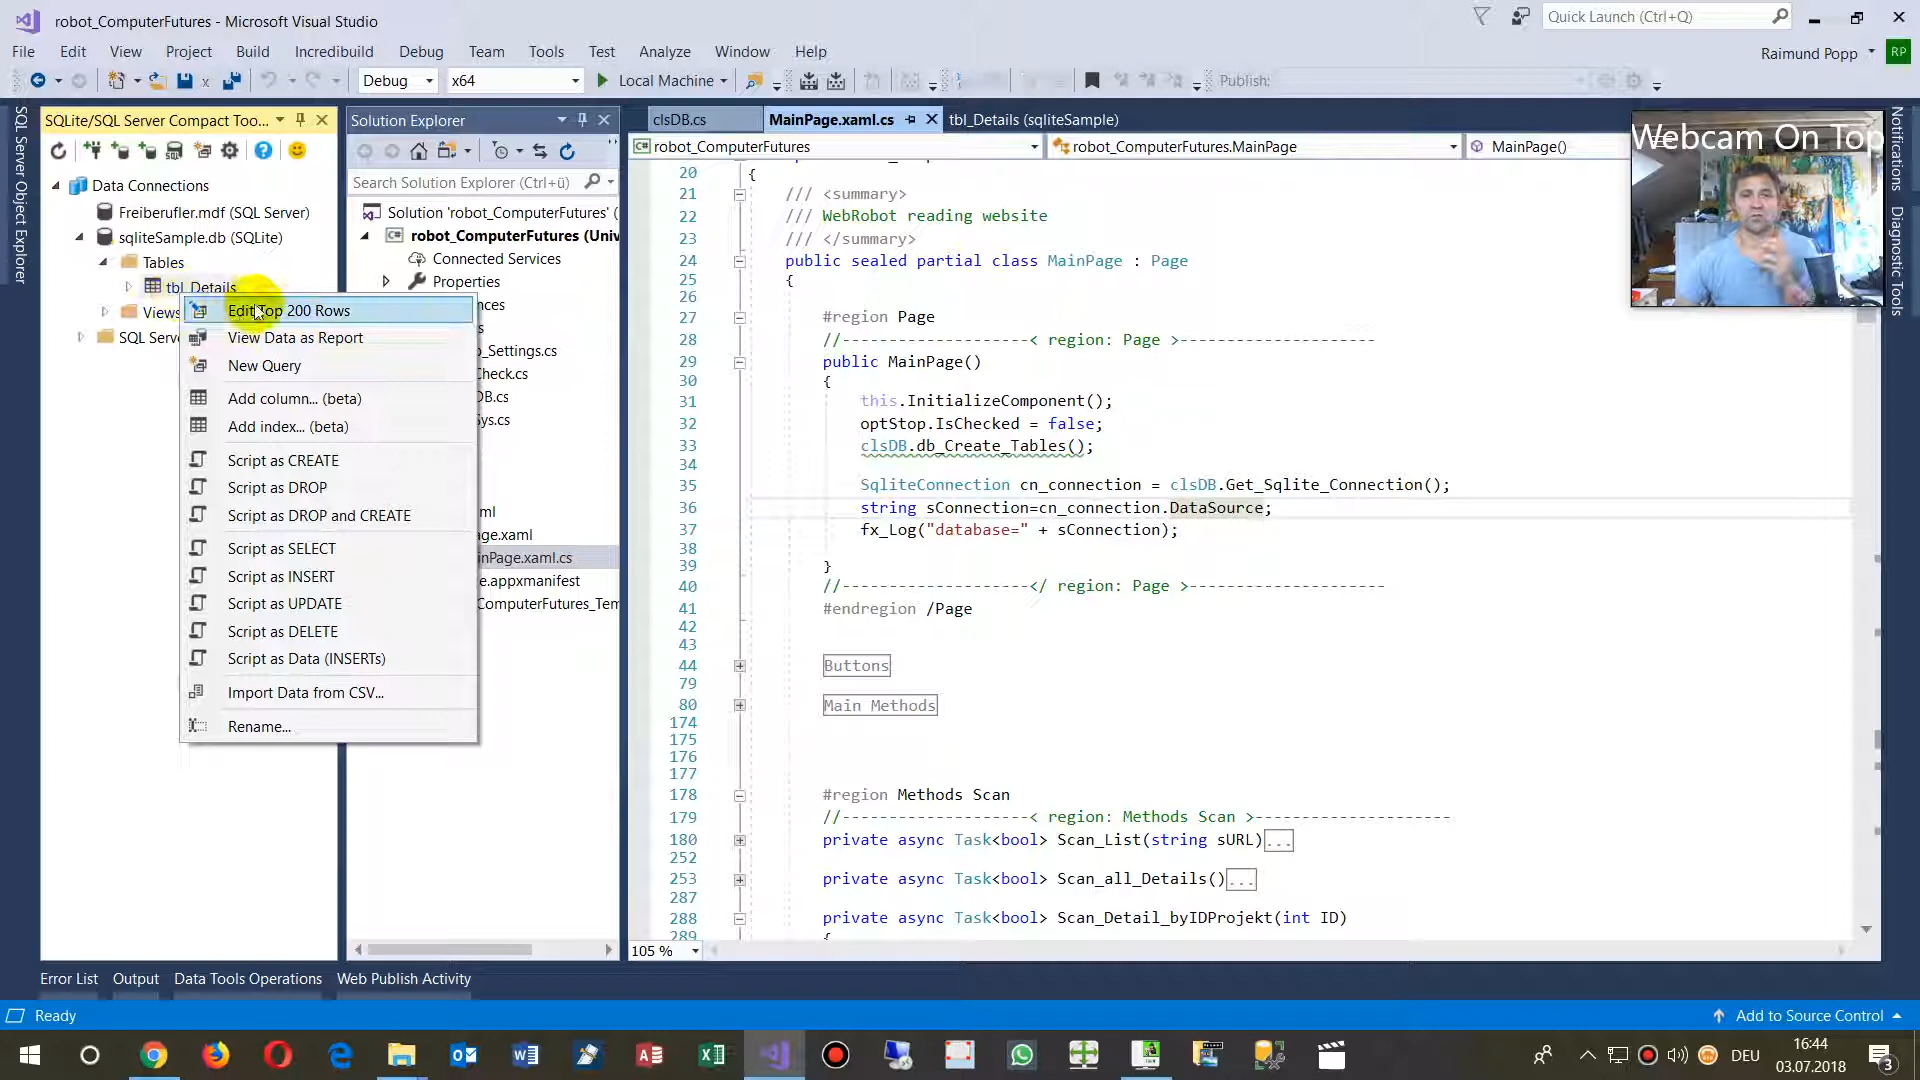 robot_ComputerFutures - Microsoft Visual Studio
Quick Launch (Ctrl+Q)
File Edit View Project Build Incredibuild Debug Team Tools Test Analyze Window Help
Raimund Popp RP
Debug x64 Local Machine Publish:
SQL Server Object Explorer
SQLite/SQL Server Compact Too...
Data Connections
Freiberufler.mdf (SQL Server)
sqliteSample.db (SQLite)
Tables
tbl_Details
Views
SQL Serve
Edit Top 200 Rows
View Data as Report
New Query
Add column... (beta)
Add index... (beta)
Script as CREATE
Script as DROP
Script as DROP and CREATE
Script as SELECT
Script as INSERT
Script as UPDATE
Script as DELETE
Script as Data (INSERTs)
Import Data from CSV...
Rename...
Solution Explorer
Search Solution Explorer (Ctrl+ü)
Solution 'robot_ComputerFutures' (
robot_ComputerFutures (Univ
Connected Services
Properties
nces
s
p_Settings.cs
Check.cs
DB.cs
Sys.cs
ml
ge.xaml
inPage.xaml.cs
e.appxmanifest
ComputerFutures_Tem
clsDB.cs MainPage.xaml.cs tbl_Details (sqliteSample)
robot_ComputerFutures robot_ComputerFutures.MainPage MainPage()
20 {
21 /// <summary>
22 /// WebRobot reading website
23 /// </summary>
24 public sealed partial class MainPage : Page
25 {
26
27 #region Page
28 //--------------------< region: Page >--------------------
29 public MainPage()
30 {
31 this.InitializeComponent();
32 optStop.IsChecked = false;
33 clsDB.db_Create_Tables();
34
35 SqliteConnection cn_connection = clsDB.Get_Sqlite_Connection();
36 string sConnection=cn_connection.DataSource;
37 fx_Log("database=" + sConnection);
38
39 }
40 //--------------------</ region: Page >--------------------
41 #endregion /Page
42
43
44 Buttons
79
80 Main Methods
174
175
176
177
178 #region Methods Scan
179 //--------------------< region: Methods Scan >--------------------
180 private async Task<bool> Scan_List(string sURL)...
252
253 private async Task<bool> Scan_all_Details()...
287
288 private async Task<bool> Scan_Detail_byIDProjekt(int ID)
289 {
105 %
Webcam On Top
Notifications
Diagnostic Tools
Error List Output Data Tools Operations Web Publish Activity
Ready
Add to Source Control
DEU
16:44
03.07.2018
3